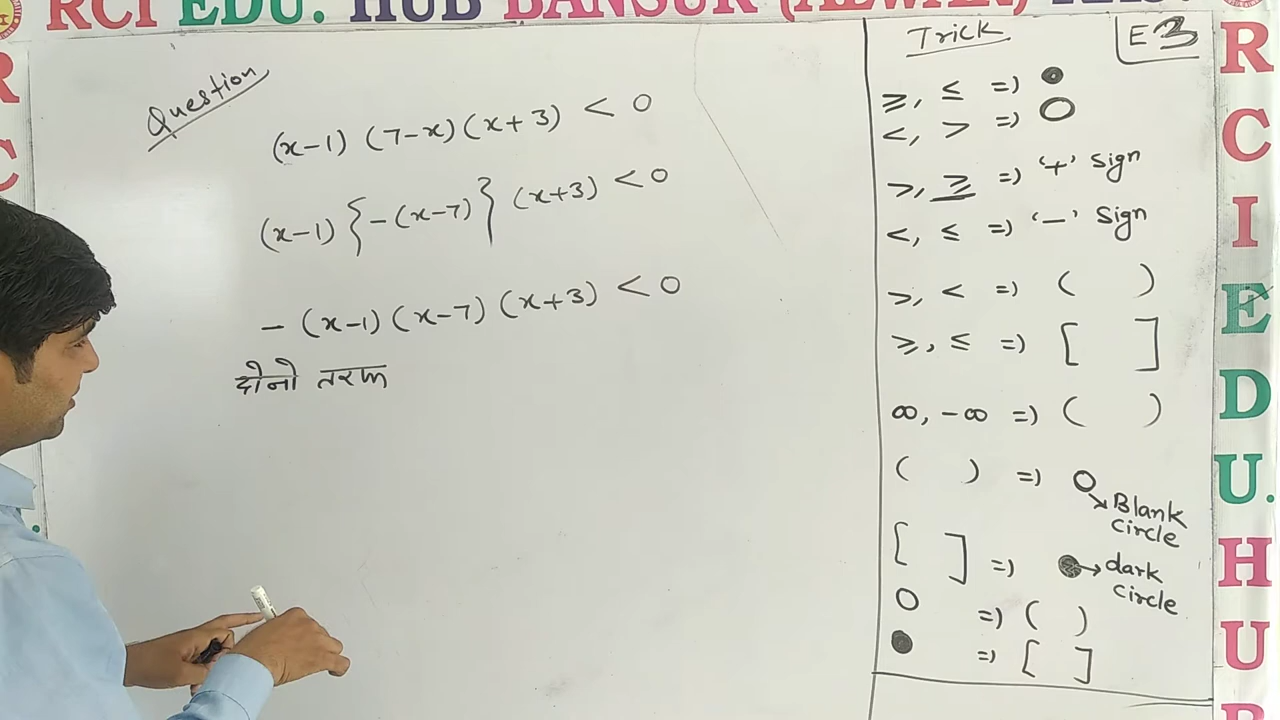 RCI EDU. HUB BANSUR (ALWAR)
Question
(x-1) (7-x) (x+3) < 0
(x-1) {-(x-7)} (x+3) < 0
- (x-1) (x-7) (x+3) < 0
दोनो तरफ
Trick
E3
≥, ≤ => ●
<, > => ○
>, ≥ => '+' sign
<, ≤ => '-' sign
>, < => ( )
≥, ≤ => [ ]
∞, -∞ => ( )
( ) => ○ → Blank circle
[ ] => ● → dark circle
○ => ( )
● => [ ]
R
C
I
E
D
U.
H
U